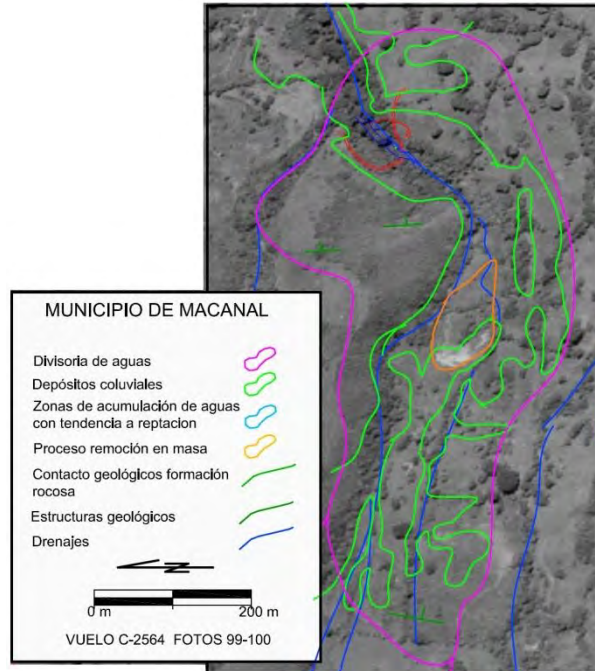 MUNICIPIO DE MACANAL
Divisoria de aguas
Depósitos coluviales
Zonas de acumulación de aguas
con tendencia a reptacion
Proceso remoción en masa
Contacto geológicos formación
rocosa
Estructuras geológicos
Drenajes
N
0 m
200 m
VUELO C-2564 FOTOS 99-100